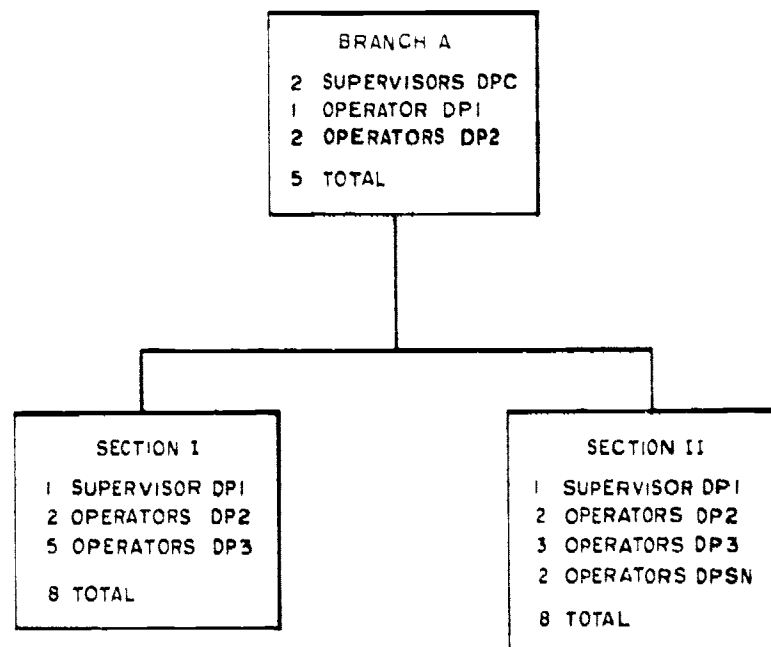 BRANCH A
2 SUPERVISORS DPC
1 OPERATOR DP1
2 OPERATORS DP2
5 TOTAL
SECTION I
1 SUPERVISOR DP1
2 OPERATORS DP2
5 OPERATORS DP3
8 TOTAL
SECTION II
1 SUPERVISOR DP1
2 OPERATORS DP2
3 OPERATORS DP3
2 OPERATORS DPSN
8 TOTAL